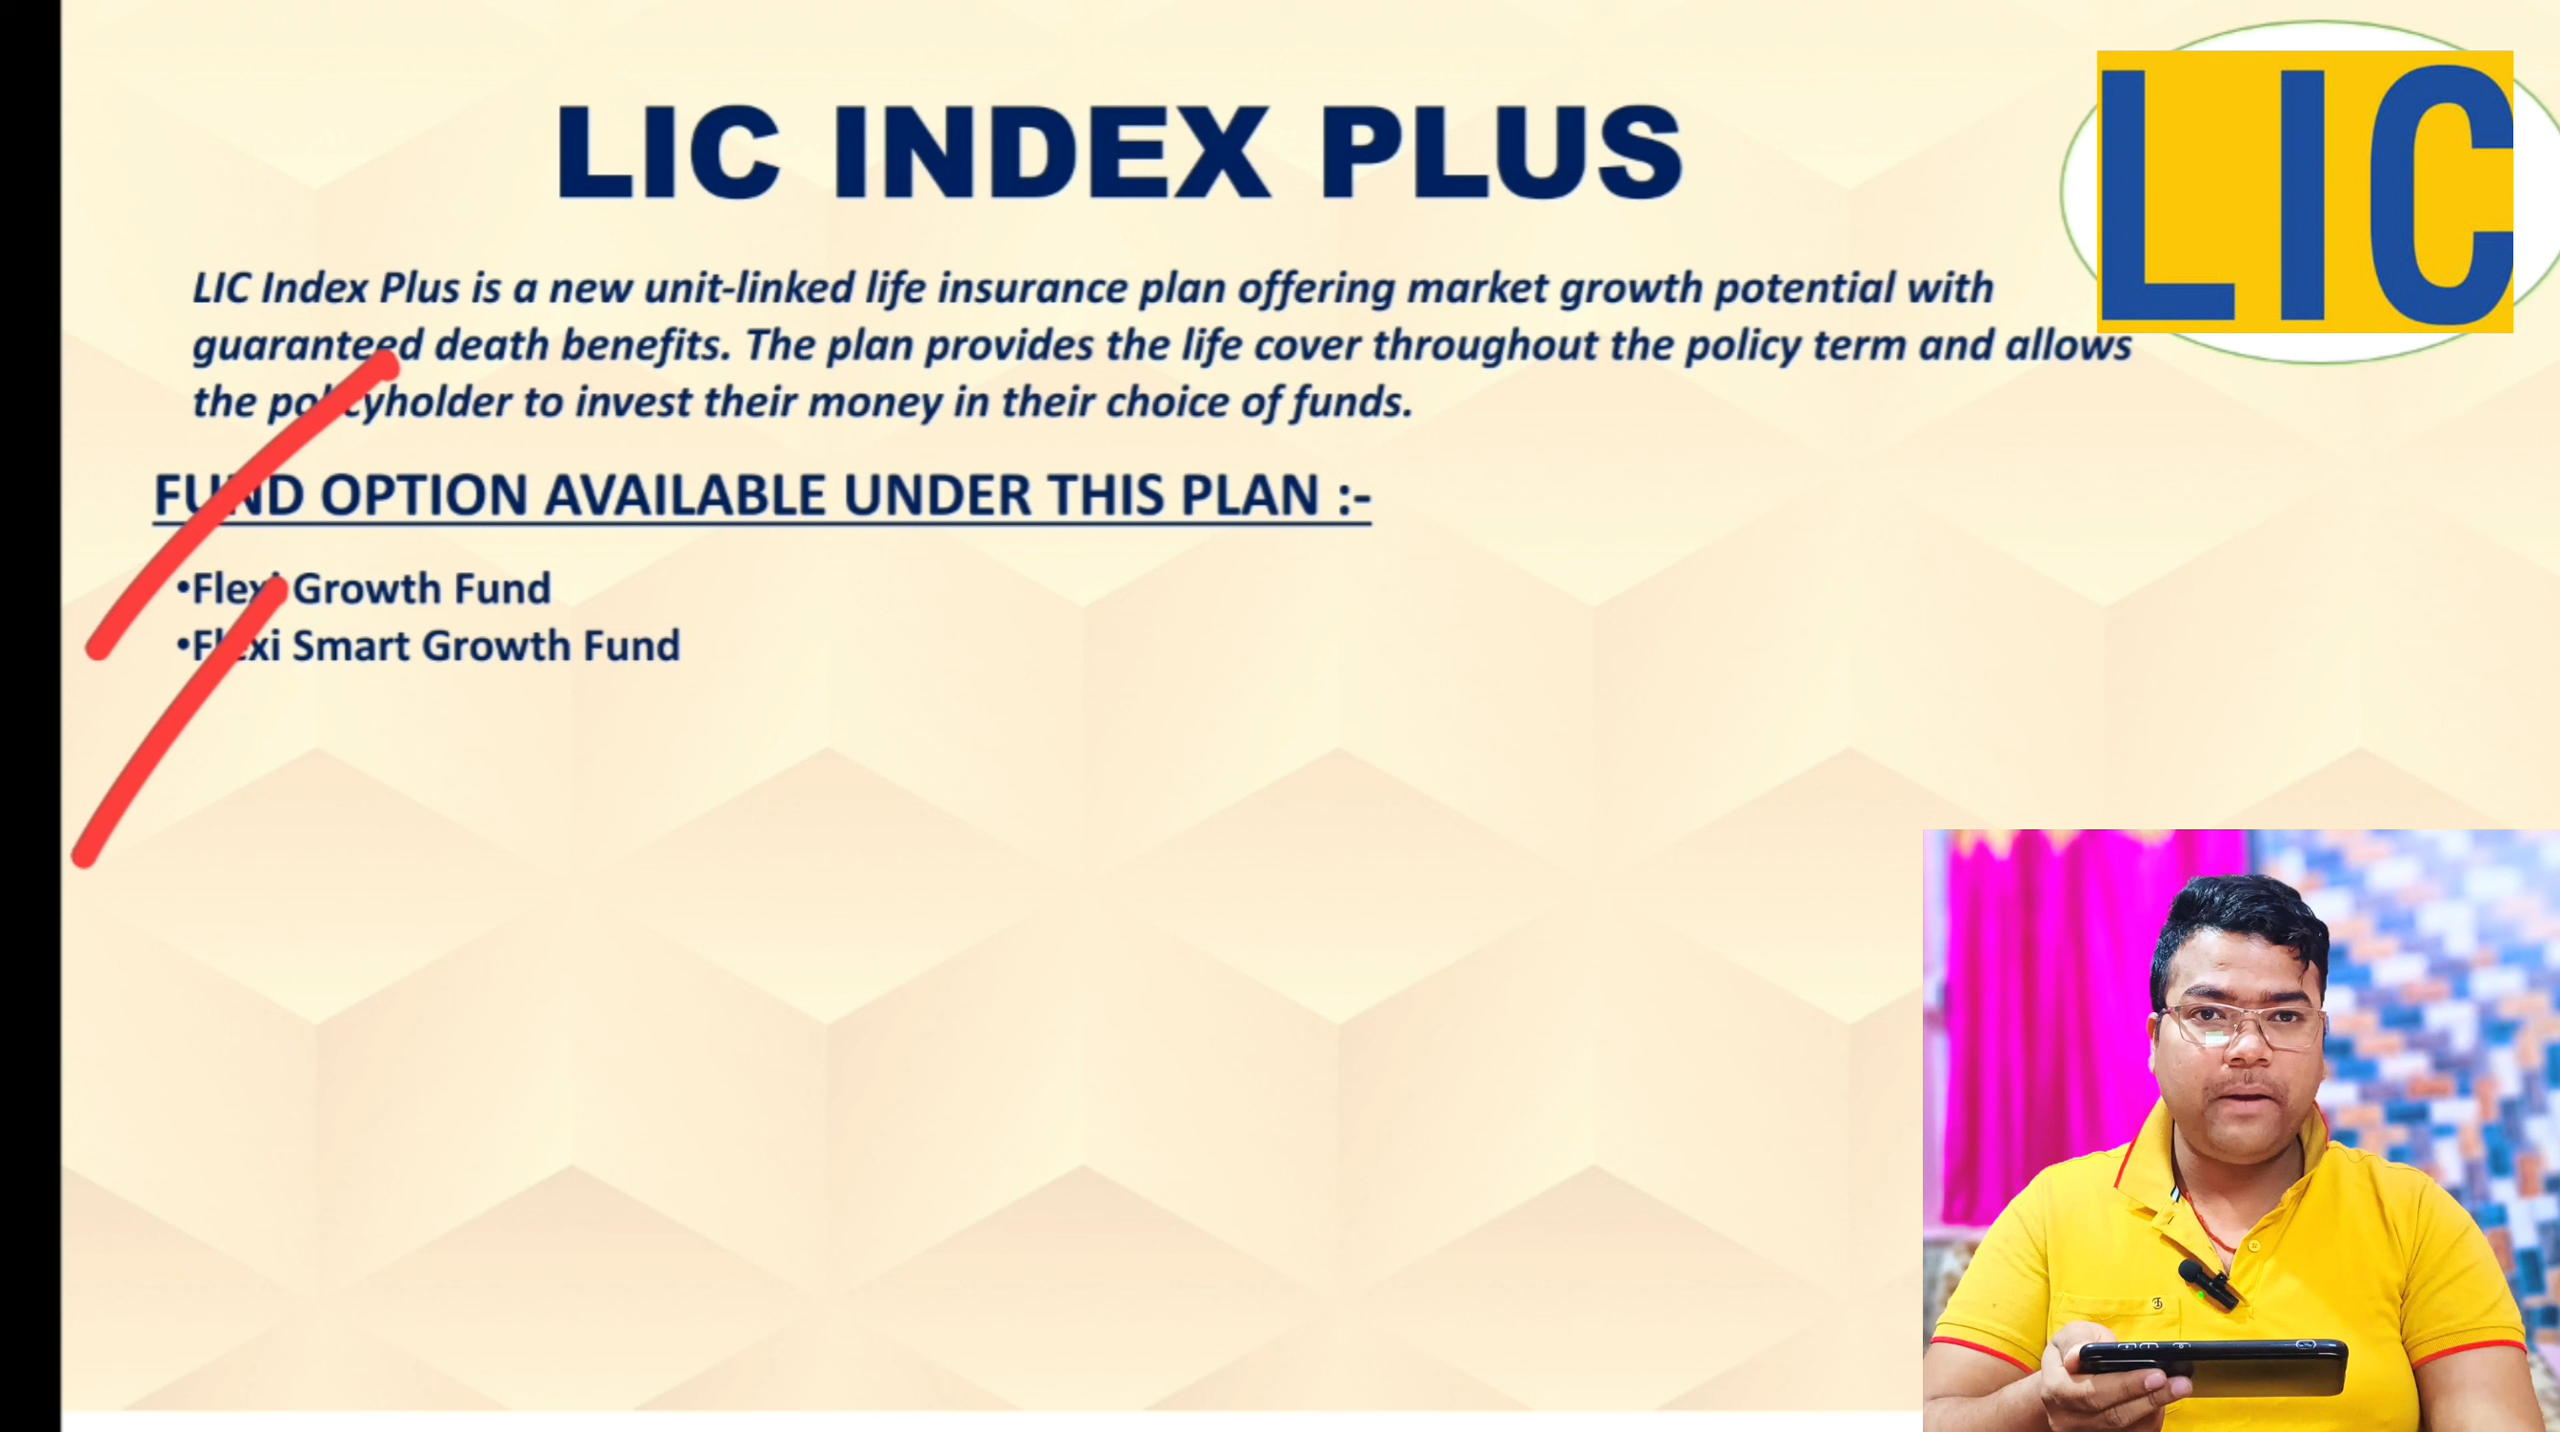 LIC INDEX PLUS
LIC
LIC Index Plus is a new unit-linked life insurance plan offering market growth potential with
guaranteed death benefits. The plan provides the life cover throughout the policy term and allows
the policyholder to invest their money in their choice of funds.
FUND OPTION AVAILABLE UNDER THIS PLAN :-
•Flexi Growth Fund
•Flexi Smart Growth Fund